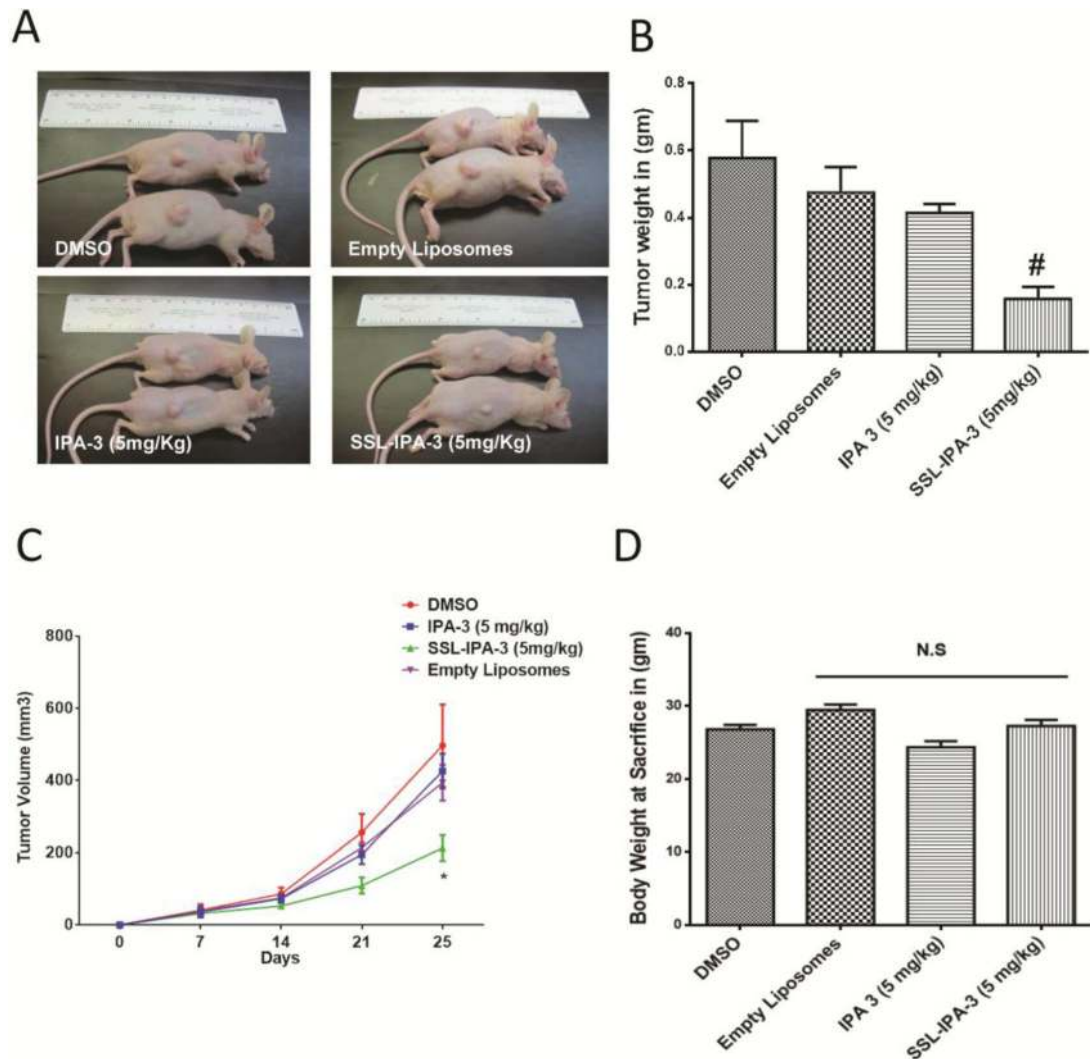 A
DMSO
Empty Liposomes
IPA-3 (5mg/Kg)
SSL-IPA-3 (5mg/Kg)
B
Tumor weight in (gm)
0.8
0.6
0.4
0.2
0.0
#
DMSO
Empty Liposomes
IPA 3 (5 mg/kg)
SSL-IPA-3 (5mg/kg)
C
DMSO
IPA-3 (5 mg/kg)
SSL-IPA-3 (5mg/kg)
Empty Liposomes
Tumor Volume (mm3)
800
600
400
200
0
*
0 7 14 21 25
Days
D
Body Weight at Sacrifice in (gm)
40
30
20
10
0
N.S
DMSO
Empty Liposomes
IPA 3 (5 mg/kg)
SSL-IPA-3 (5 mg/kg)